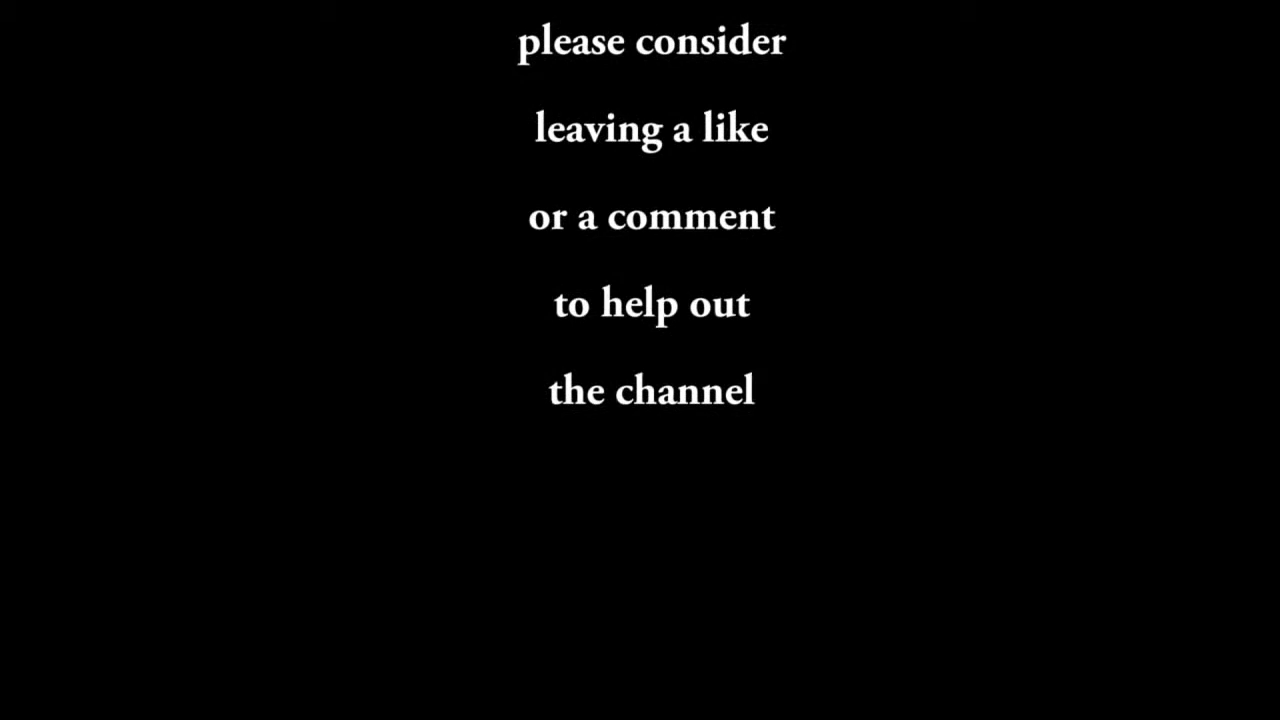 please consider
leaving a like
or a comment
to help out
the channel